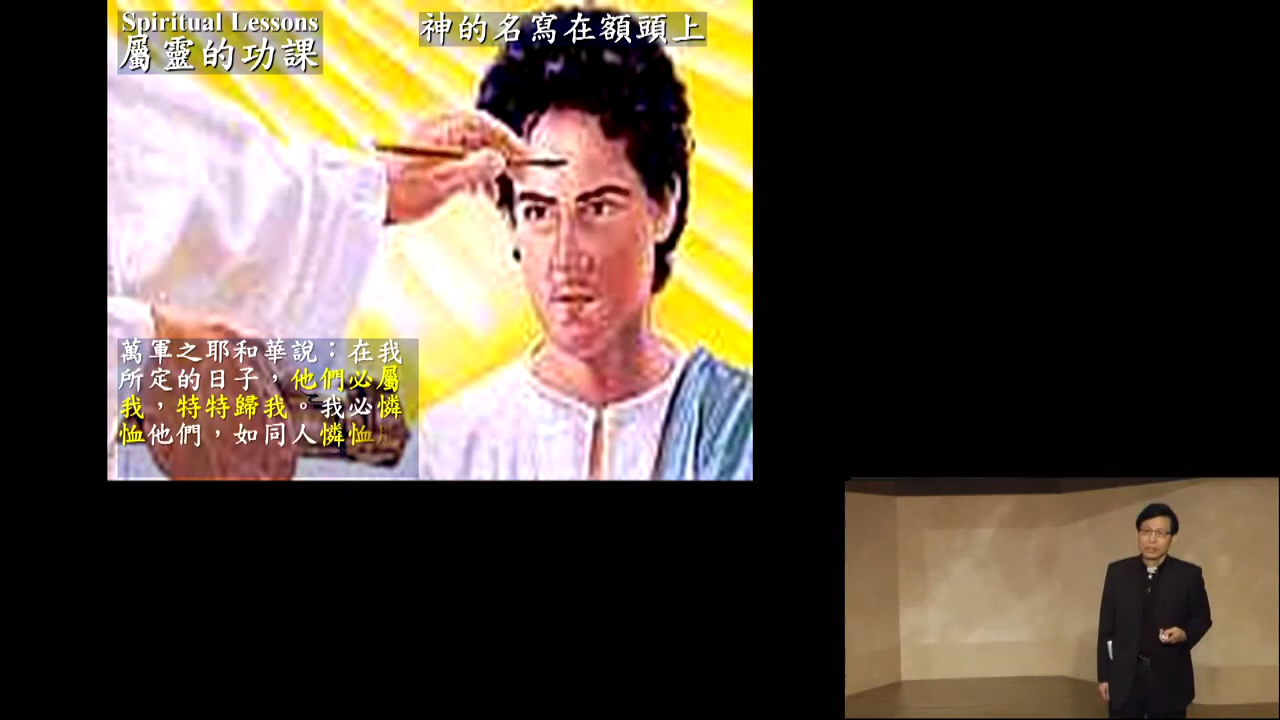 Spiritual Lessons
屬靈的功課
神的名寫在額頭上
萬軍之耶和華說：在我
所定的日子，他們必屬
我，特特歸我。我必憐
恤他們，如同人憐恤